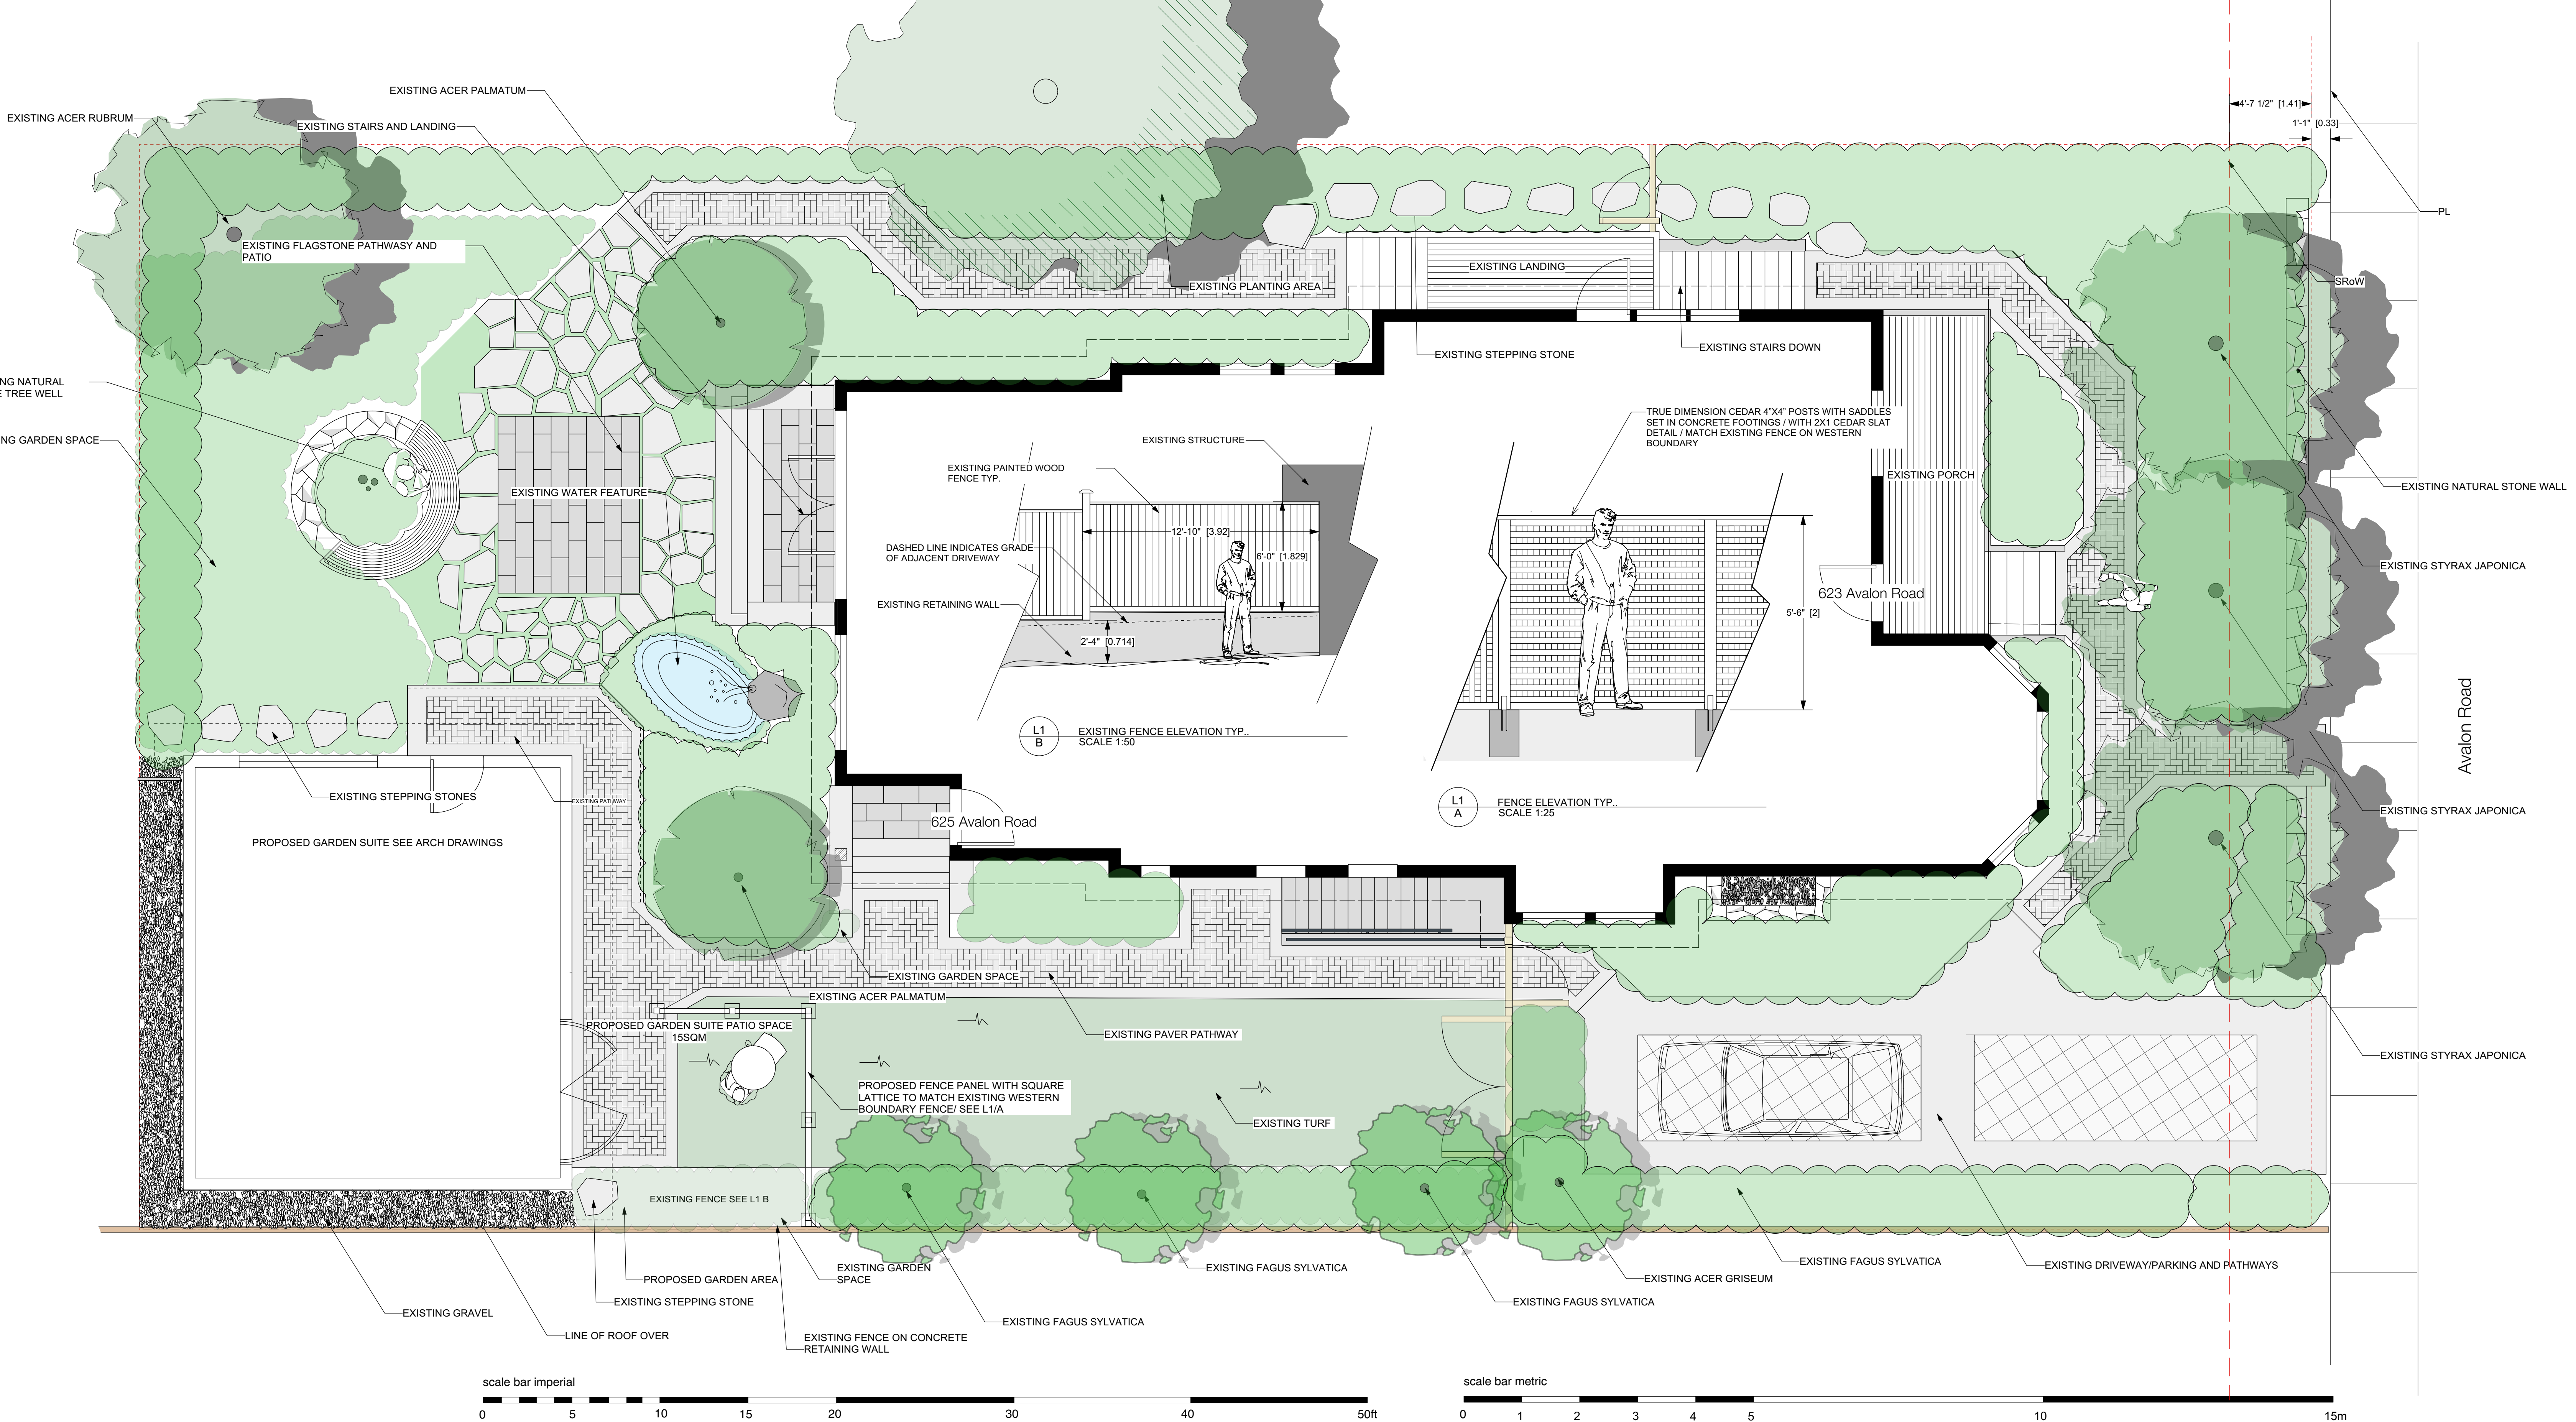 EXISTING ACER PALMATUM
EXISTING ACER RUBRUM
EXISTING STAIRS AND LANDING
4'-7 1/2" [1.41]
1'-1" [0.33]
PL
EXISTING FLAGSTONE PATHWASY AND
PATIO
EXISTING LANDING
EXISTING PLANTING AREA
SRoW
EXISTING STEPPING STONE
EXISTING STAIRS DOWN
NG NATURAL
E TREE WELL
NG GARDEN SPACE
TRUE DIMENSION CEDAR 4"X4" POSTS WITH SADDLES
SET IN CONCRETE FOOTINGS / WITH 2X1 CEDAR SLAT
DETAIL / MATCH EXISTING FENCE ON WESTERN
BOUNDARY
EXISTING STRUCTURE
EXISTING PAINTED WOOD
FENCE TYP.
EXISTING PORCH
EXISTING NATURAL STONE WALL
EXISTING WATER FEATURE
12'-10" [3.92]
6'-0" [1.829]
DASHED LINE INDICATES GRADE
OF ADJACENT DRIVEWAY
EXISTING STYRAX JAPONICA
623 Avalon Road
EXISTING RETAINING WALL
5'-6" [2]
2'-4" [0.714]
Avalon Road
L1
B
EXISTING FENCE ELEVATION TYP..
SCALE 1:50
L1
A
FENCE ELEVATION TYP..
SCALE 1:25
EXISTING STEPPING STONES
EXISTING PATHWAY
EXISTING STYRAX JAPONICA
625 Avalon Road
PROPOSED GARDEN SUITE SEE ARCH DRAWINGS
EXISTING GARDEN SPACE
EXISTING ACER PALMATUM
PROPOSED GARDEN SUITE PATIO SPACE
15SQM
EXISTING PAVER PATHWAY
EXISTING STYRAX JAPONICA
PROPOSED FENCE PANEL WITH SQUARE
LATTICE TO MATCH EXISTING WESTERN
BOUNDARY FENCE/ SEE L1/A
EXISTING TURF
EXISTING FENCE SEE L1 B
EXISTING GARDEN
SPACE
EXISTING FAGUS SYLVATICA
EXISTING FAGUS SYLVATICA
EXISTING DRIVEWAY/PARKING AND PATHWAYS
PROPOSED GARDEN AREA
EXISTING ACER GRISEUM
EXISTING STEPPING STONE
EXISTING FAGUS SYLVATICA
EXISTING GRAVEL
EXISTING FAGUS SYLVATICA
LINE OF ROOF OVER
EXISTING FENCE ON CONCRETE
RETAINING WALL
scale bar imperial
0 5 10 15 20 30 40 50ft
scale bar metric
0 1 2 3 4 5 10 15m